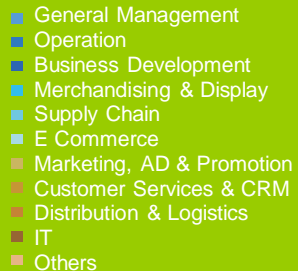 General Management
Operation
Business Development
Merchandising & Display
Supply Chain
E Commerce
Marketing, AD & Promotion
Customer Services & CRM
Distribution & Logistics
IT
Others